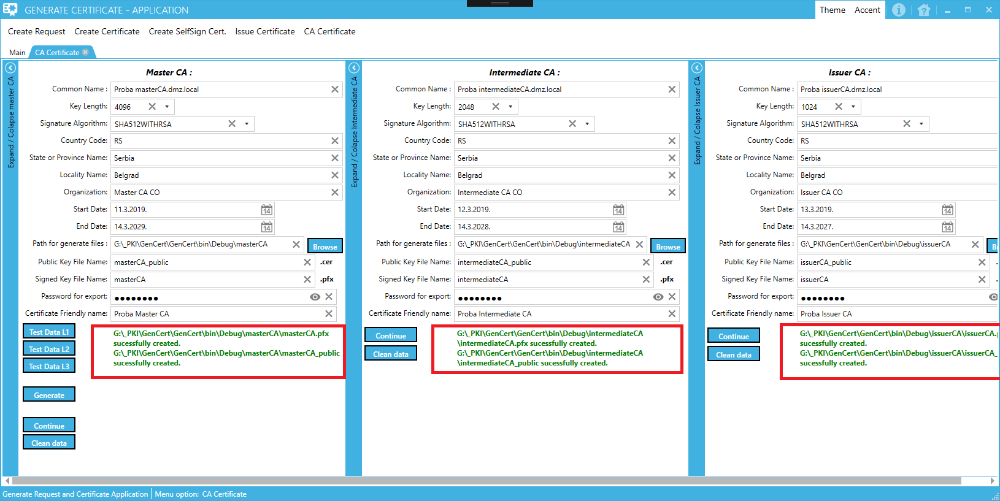 GENERATE CERTIFICATE - APPLICATION
Theme Accent
Create Request Create Certificate Create SelfSign Cert. Issue Certificate CA Certificate
Main CA Certificate
Expand / Colapse master CA
Master CA :
Common Name : Proba masterCA.dmz.local
Key Length: 4096
Signature Algorithm: SHA512WITHRSA
Country Code: RS
State or Province Name: Serbia
Locality Name: Belgrad
Organization: Master CA CO
Start Date: 11.3.2019. 14
End Date: 14.3.2029. 14
Path for generate files : G:\_PKI\GenCert\GenCert\bin\Debug\masterCA Browse
Public Key File Name: masterCA_public .cer
Signed Key File Name: masterCA .pfx
Password for export: ●●●●●●●●
Certificate Friendly name: Proba Master CA
Test Data L1
Test Data L2
Test Data L3
G:\_PKI\GenCert\GenCert\bin\Debug\masterCA\masterCA.pfx
sucessfully created.
G:\_PKI\GenCert\GenCert\bin\Debug\masterCA\masterCA_public
sucessfully created.
Generate
Continue
Clean data
Expand / Colapse Intermediate CA
Intermediate CA :
Common Name : Proba intermediateCA.dmz.local
Key Length: 2048
Signature Algorithm: SHA512WITHRSA
Country Code: RS
State or Province Name: Serbia
Locality Name: Belgrad
Organization: Intermediate CA CO
Start Date: 12.3.2019. 14
End Date: 14.3.2028. 14
Path for generate files : G:\_PKI\GenCert\GenCert\bin\Debug\intermediateCA Browse
Public Key File Name: intermediateCA_public .cer
Signed Key File Name: intermediateCA .pfx
Password for export: ●●●●●●●●
Certificate Friendly name: Proba Intermediate CA
Continue
Clean data
G:\_PKI\GenCert\GenCert\bin\Debug\intermediateCA
\intermediateCA.pfx sucessfully created.
G:\_PKI\GenCert\GenCert\bin\Debug\intermediateCA
\intermediateCA_public sucessfully created.
Expand / Colapse Issuer CA
Issuer CA :
Common Name : Proba issuerCA.dmz.local
Key Length: 1024
Signature Algorithm: SHA512WITHRSA
Country Code: RS
State or Province Name: Serbia
Locality Name: Belgrad
Organization: Issuer CA CO
Start Date: 13.3.2019. 14
End Date: 14.3.2027. 14
Path for generate files : G:\_PKI\GenCert\GenCert\bin\Debug\issuerCA
Public Key File Name: issuerCA_public
Signed Key File Name: issuerCA
Password for export: ●●●●●●●●
Certificate Friendly name: Proba Issuer CA
Continue
Clean data
G:\_PKI\GenCert\GenCert\bin\Debug\issuerCA\issuerCA.
sucessfully created.
G:\_PKI\GenCert\GenCert\bin\Debug\issuerCA\issuerCA_
sucessfully created.
Generate Request and Certificate Application Menu option: CA Certificate